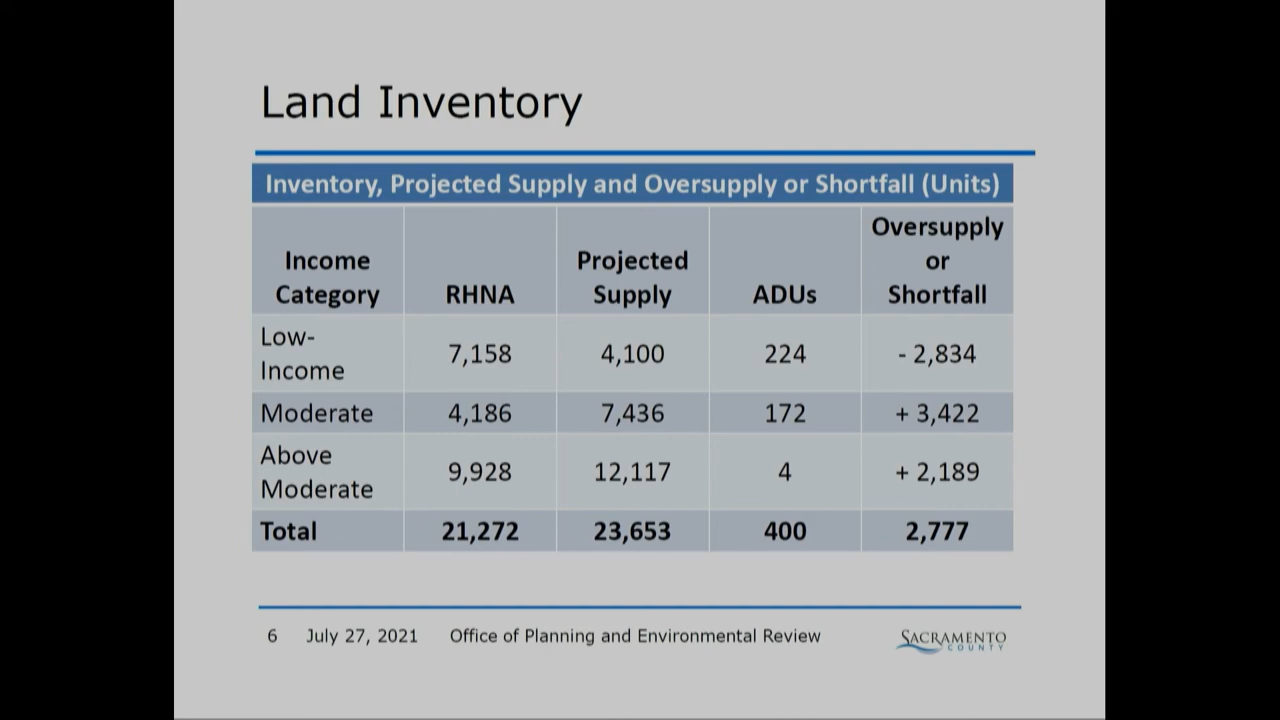 Land Inventory
Inventory, Projected Supply and Oversupply or Shortfall (Units)
Income Category RHNA Projected Supply ADUs Oversupply or Shortfall
Low-Income 7,158 4,100 224 - 2,834
Moderate 4,186 7,436 172 + 3,422
Above Moderate 9,928 12,117 4 + 2,189
Total 21,272 23,653 400 2,777
6 July 27, 2021 Office of Planning and Environmental Review
SACRAMENTO
COUNTY